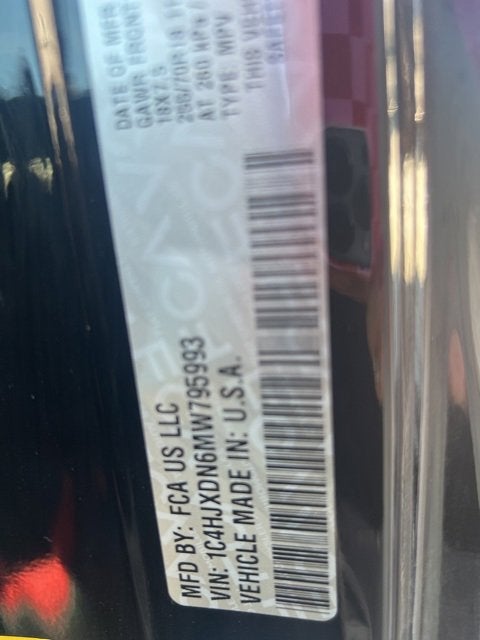 MFD BY: FCA US LLC
DATE OF MFR
VIN: 1C4HJXDN6MW795993
GAWR FRONT
VEHICLE MADE IN: U.S.A.
18X7.5
AT 260 KPA/
TYPE: MPV
THIS VEHI